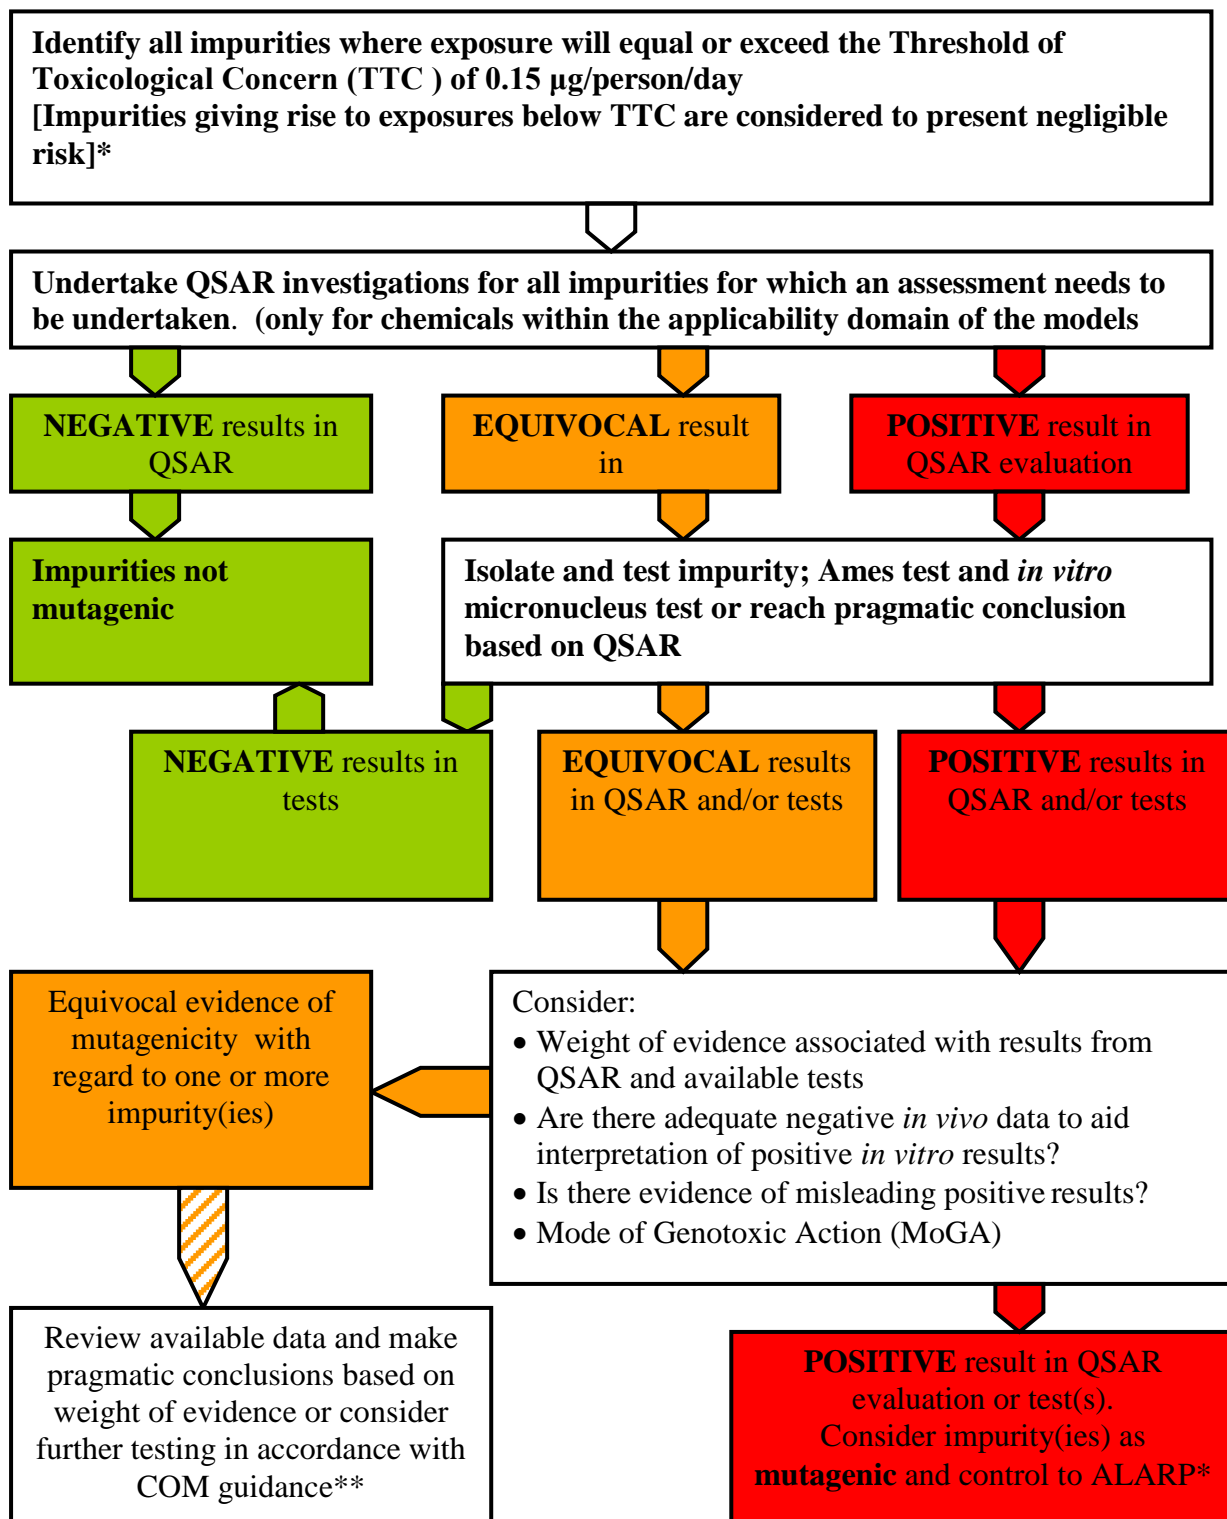 Identify all impurities where exposure will equal or exceed the Threshold of
Toxicological Concern (TTC ) of 0.15 µg/person/day
[Impurities giving rise to exposures below TTC are considered to present negligible
risk]*
Undertake QSAR investigations for all impurities for which an assessment needs to
be undertaken.  (only for chemicals within the applicability domain of the models
NEGATIVE results in
QSAR
EQUIVOCAL result
in
POSITIVE result in
QSAR evaluation
Impurities not
mutagenic
Isolate and test impurity; Ames test and in vitro
micronucleus test or reach pragmatic conclusion
based on QSAR
NEGATIVE results in
tests
EQUIVOCAL results
in QSAR and/or tests
POSITIVE results in
QSAR and/or tests
Equivocal evidence of
mutagenicity  with
regard to one or more
impurity(ies)
Consider:
• Weight of evidence associated with results from
QSAR and available tests
• Are there adequate negative in vivo data to aid
interpretation of positive in vitro results?
• Is there evidence of misleading positive results?
• Mode of Genotoxic Action (MoGA)
Review available data and make
pragmatic conclusions based on
weight of evidence or consider
further testing in accordance with
COM guidance**
POSITIVE result in QSAR
evaluation or test(s).
Consider impurity(ies) as
mutagenic and control to ALARP*